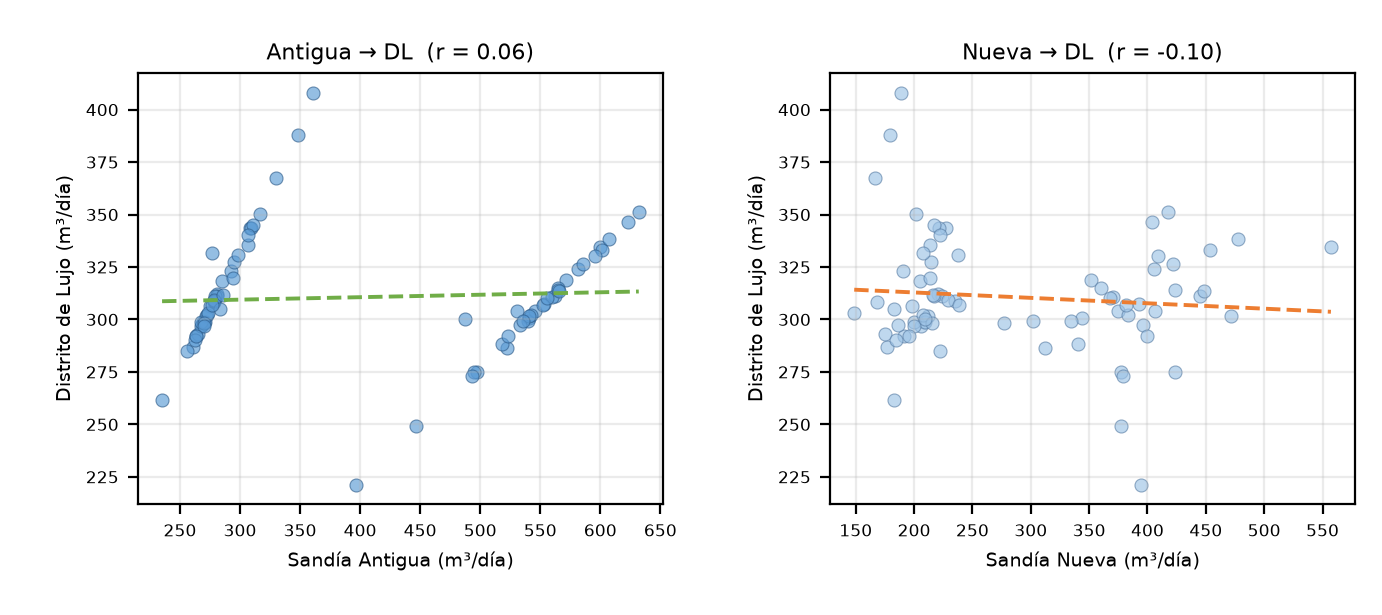 Antigua → DL  (r = 0.06)
400
375
350
325
300
275
250
225
Distrito de Lujo (m³/día)
250 300 350 400 450 500 550 600 650
Sandía Antigua (m³/día)
Nueva → DL  (r = -0.10)
400
375
350
325
300
275
250
225
Distrito de Lujo (m³/día)
150 200 250 300 350 400 450 500 550
Sandía Nueva (m³/día)